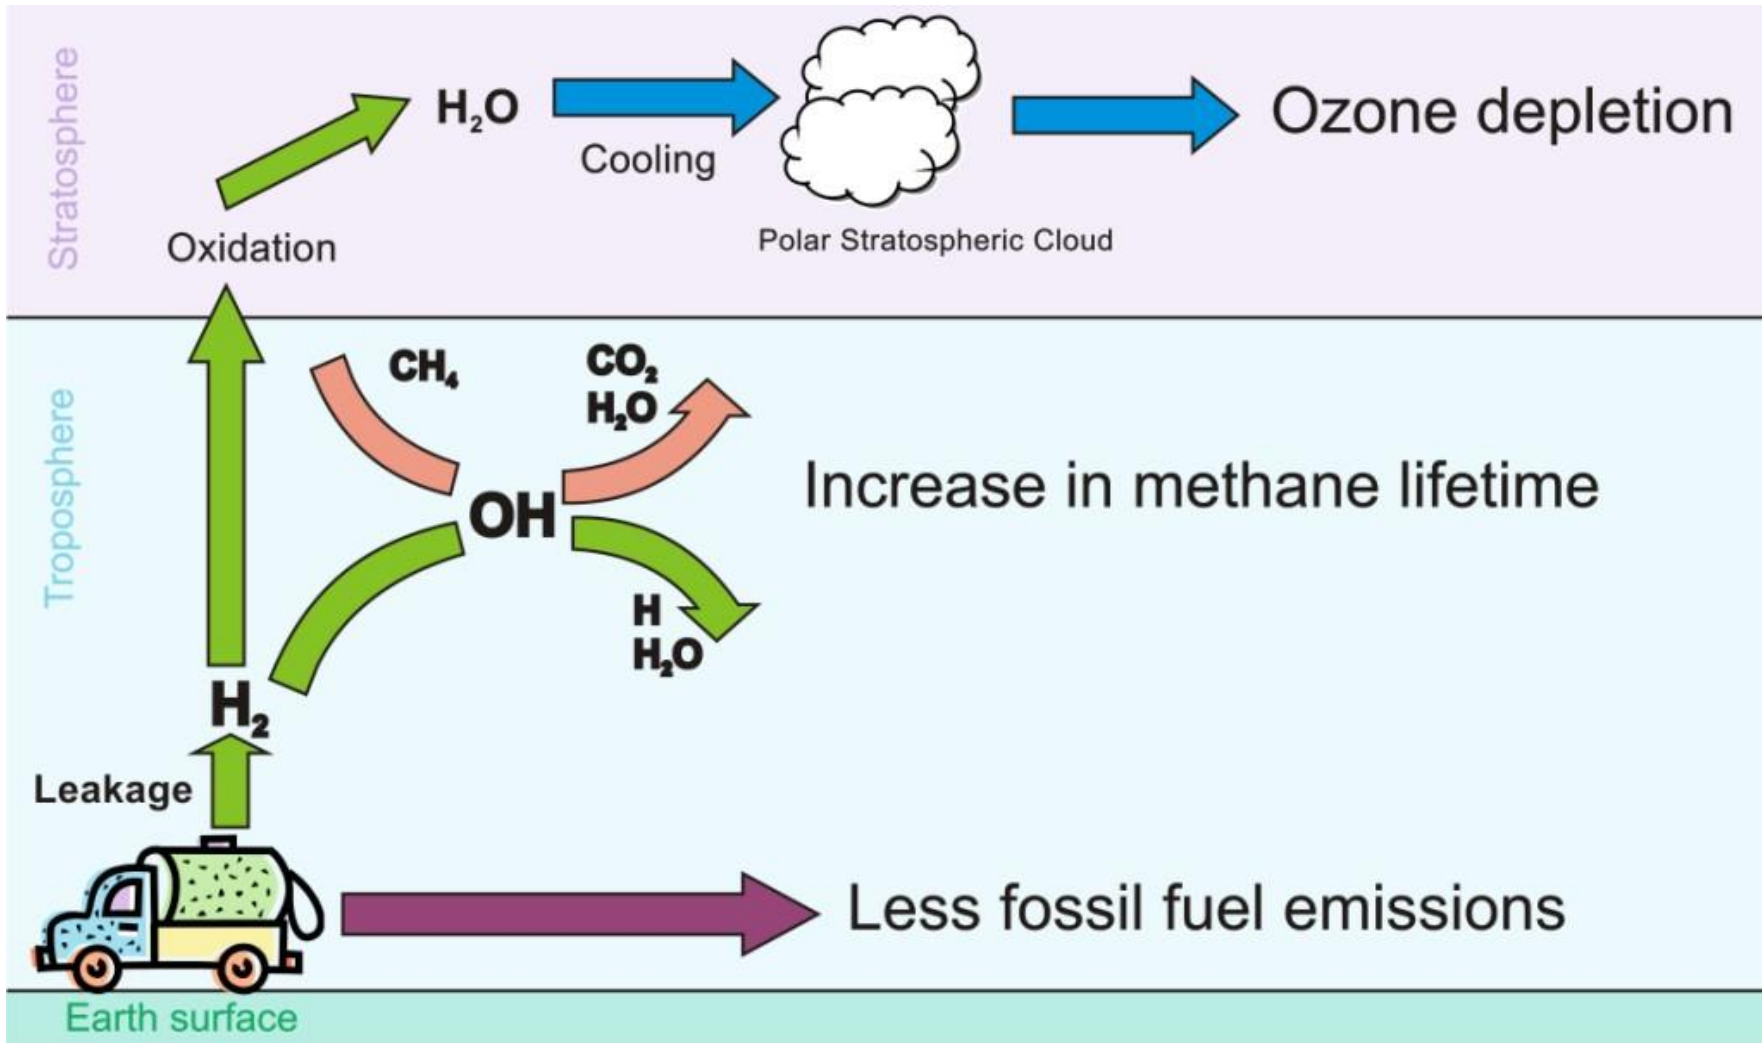 Stratosphere
H₂O
Cooling
Ozone depletion
Oxidation
Polar Stratospheric Cloud
Troposphere
CH₄
CO₂
H₂O
OH
Increase in methane lifetime
H
H₂O
H₂
Leakage
Less fossil fuel emissions
Earth surface